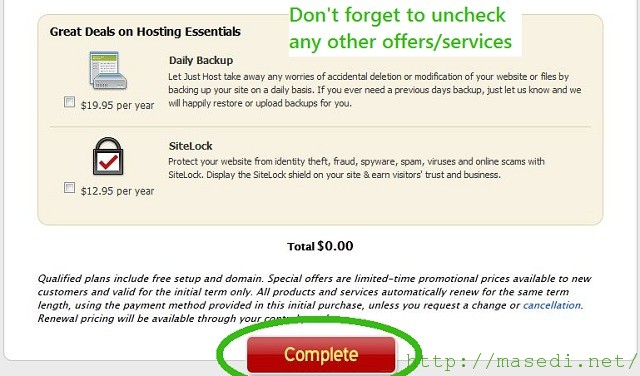 Don't forget to uncheck
any other offers/services
Great Deals on Hosting Essentials
Daily Backup
Let Just Host take away any worries of accidental deletion or modification of your website or files by
backing up your site on a daily basis. If you ever need a previous days backup, just let us know and we
will happily restore or upload backups for you.
$19.95 per year
SiteLock
Protect your website from identity theft, fraud, spyware, spam, viruses and online scams with
SiteLock. Display the SiteLock shield on your site & earn visitors' trust and business.
$12.95 per year
Total $0.00
Qualified plans include free setup and domain. Special offers are limited-time promotional prices available to new
customers and valid for the initial term only. All products and services automatically renew for the same term
length, using the payment method provided in this initial purchase, unless you request a change or cancellation.
Renewal pricing will be available through your
Complete
http://masedi.net/